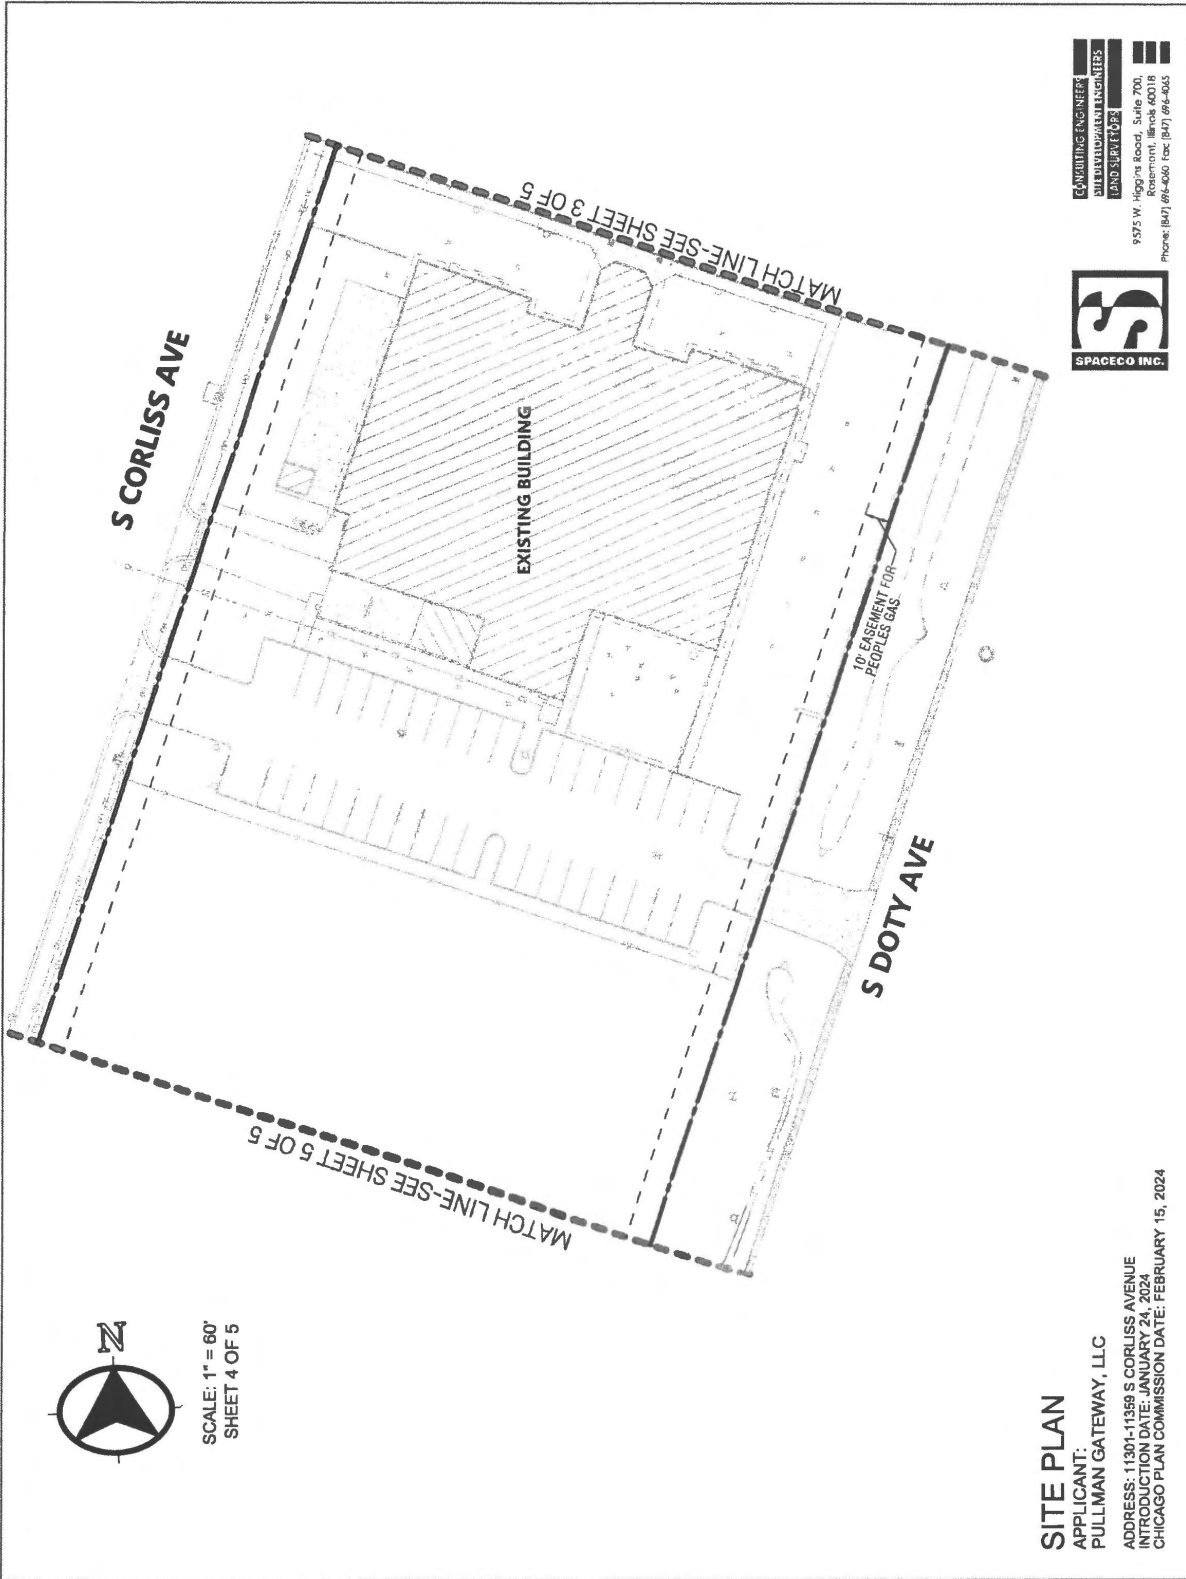 N
SCALE: 1" = 60'
SHEET 4 OF 5
S CORLISS AVE
MATCH LINE-SEE SHEET 5 OF 5
EXISTING BUILDING
MATCH LINE-SEE SHEET 3 OF 5
10' EASEMENT FOR
PEOPLES GAS
S DOTY AVE
SITE PLAN
APPLICANT:
PULLMAN GATEWAY, LLC
ADDRESS: 11301-11359 S CORLISS AVENUE
INTRODUCTION DATE: JANUARY 24, 2024
CHICAGO PLAN COMMISSION DATE: FEBRUARY 15, 2024
SPACECO INC.
CONSULTING ENGINEERS
SITE DEVELOPMENT ENGINEERS
LAND SURVEYORS
9575 W. Higgins Road, Suite 700,
Rosemont, Illinois 60018
Phone: (847) 696-4060 Fax: (847) 696-4065